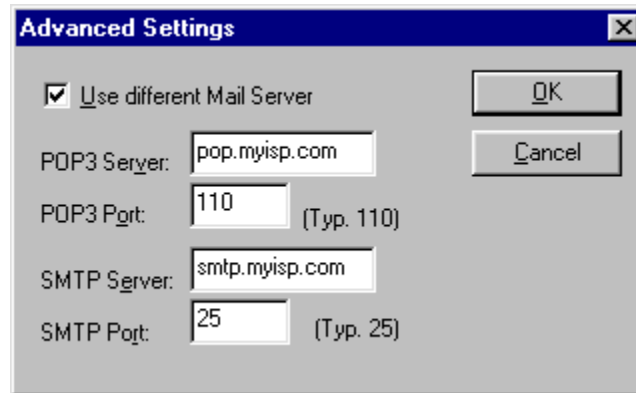 Advanced Settings
Use different Mail Server
OK
POP3 Server: pop.myisp.com
Cancel
POP3 Port: 110 (Typ. 110)
SMTP Server: smtp.myisp.com
SMTP Port: 25 (Typ. 25)